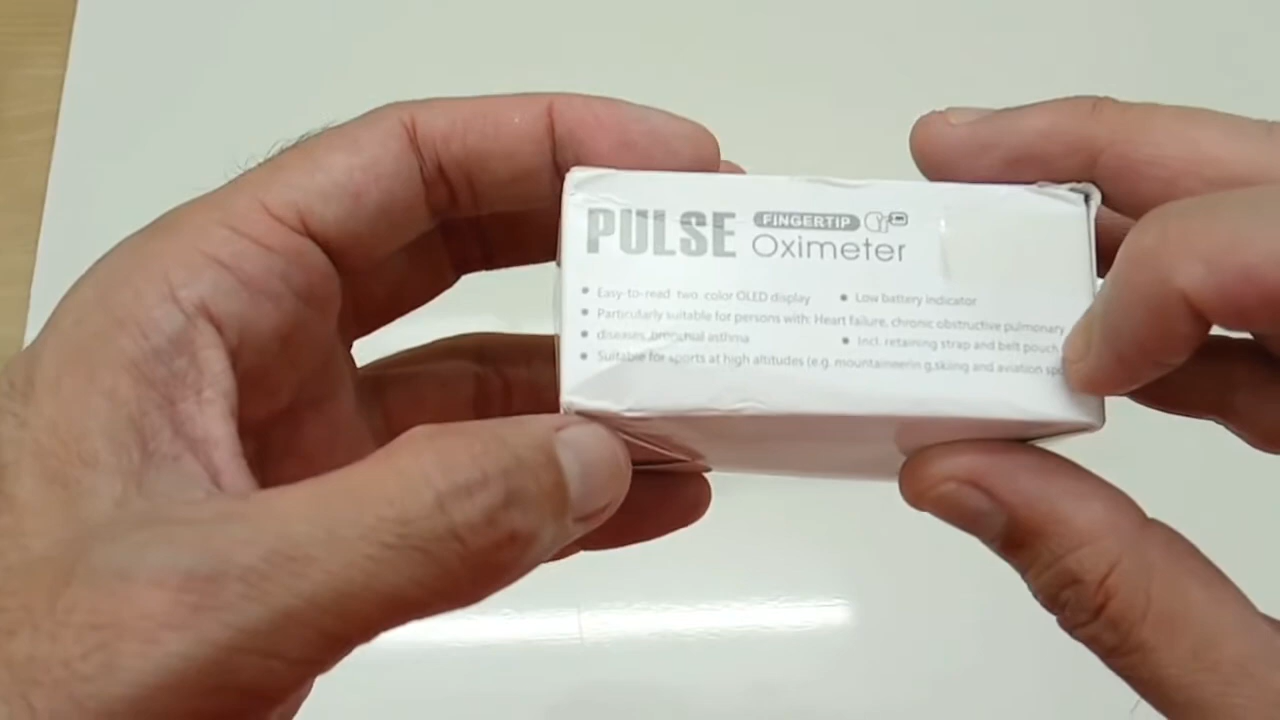 PULSE FINGERTIP
Oximeter
Easy-to-read two color OLED display
Low battery indicator
Particularly suitable for persons with: Heart failure, chronic obstructive pulmonary
diseases, bronchial asthma
Incl. retaining strap and belt pouch
Suitable for sports at high altitudes (e.g. mountaineerin g,skiing and aviation